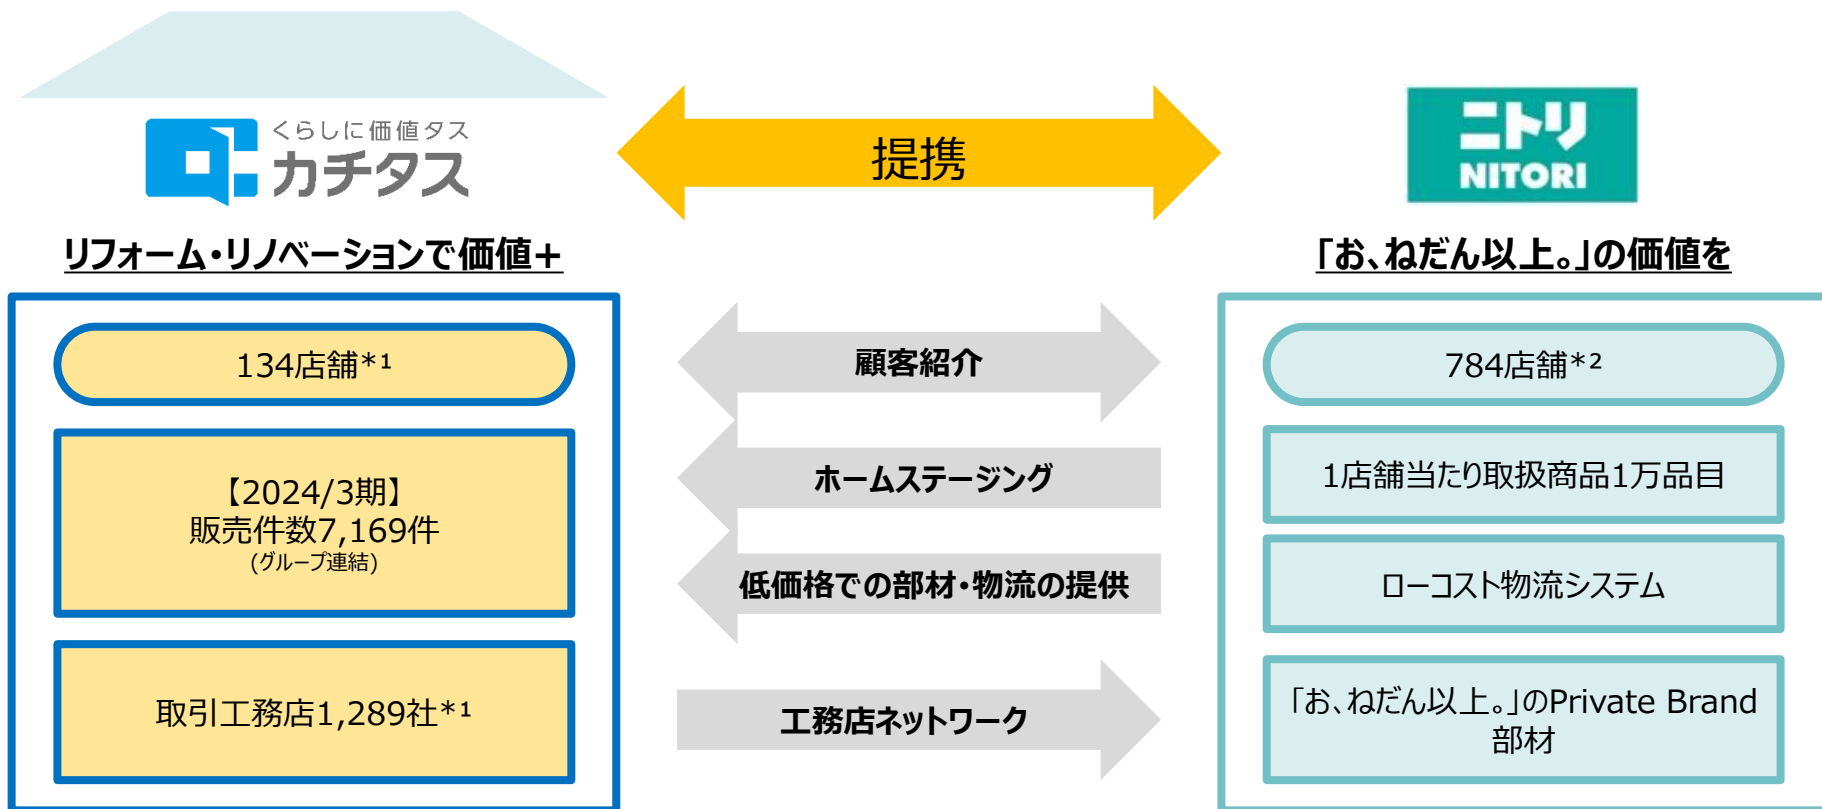 くらしに価値タス
カチタス
提携
ニトリ
NITORI
リフォーム・リノベーションで価値+
「お、ねだん以上。」の価値を
134店舗*1
【2024/3期】
販売件数7,169件
(グループ連結)
取引工務店1,289社*1
顧客紹介
ホームステージング
低価格での部材・物流の提供
工務店ネットワーク
784店舗*2
1店舗当たり取扱商品1万品目
ローコスト物流システム
「お、ねだん以上。」のPrivate Brand
部材